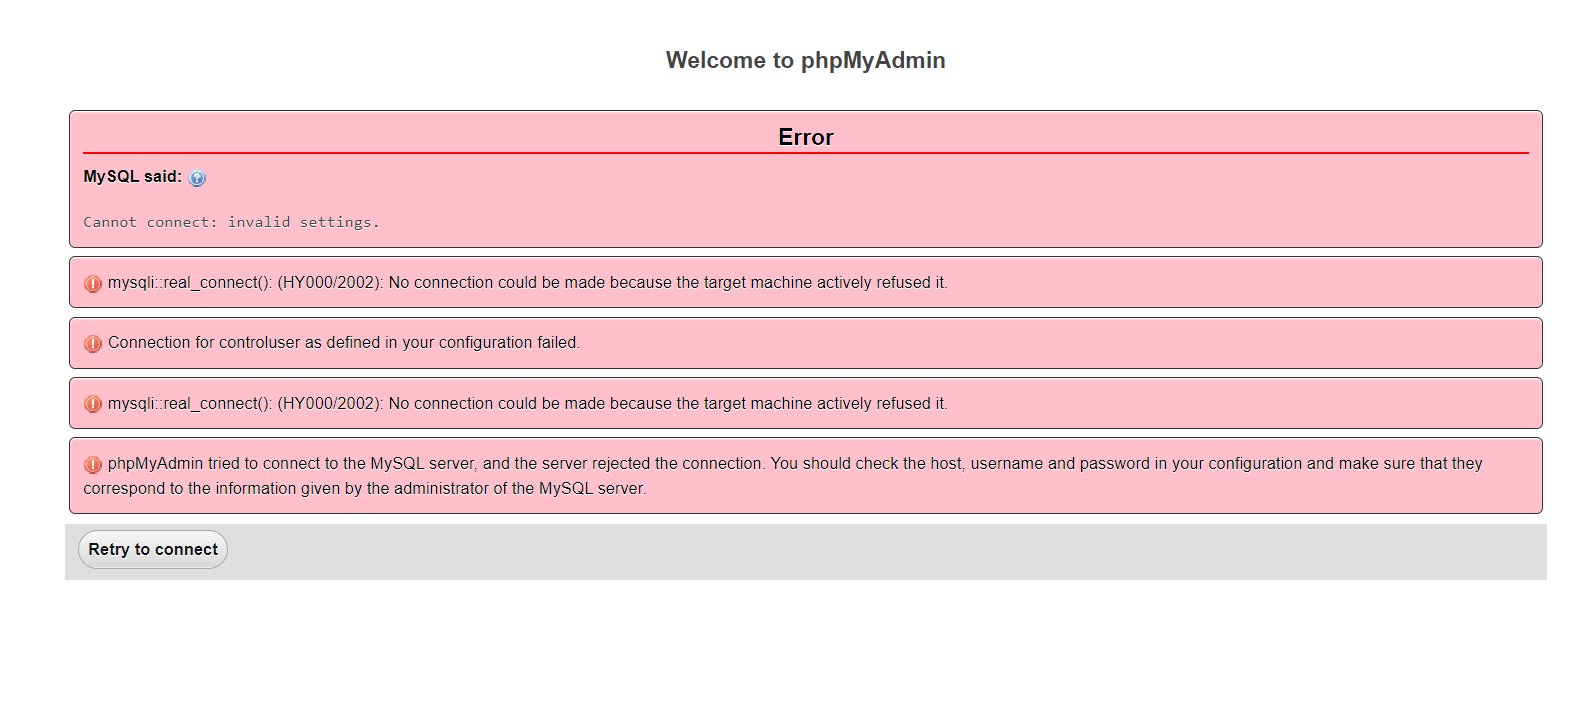 Welcome to phpMyAdmin
Error
MySQL said:
Cannot connect: invalid settings.
mysqli::real_connect(): (HY000/2002): No connection could be made because the target machine actively refused it.
Connection for controluser as defined in your configuration failed.
mysqli::real_connect(): (HY000/2002): No connection could be made because the target machine actively refused it.
phpMyAdmin tried to connect to the MySQL server, and the server rejected the connection. You should check the host, username and password in your configuration and make sure that they
correspond to the information given by the administrator of the MySQL server.
Retry to connect